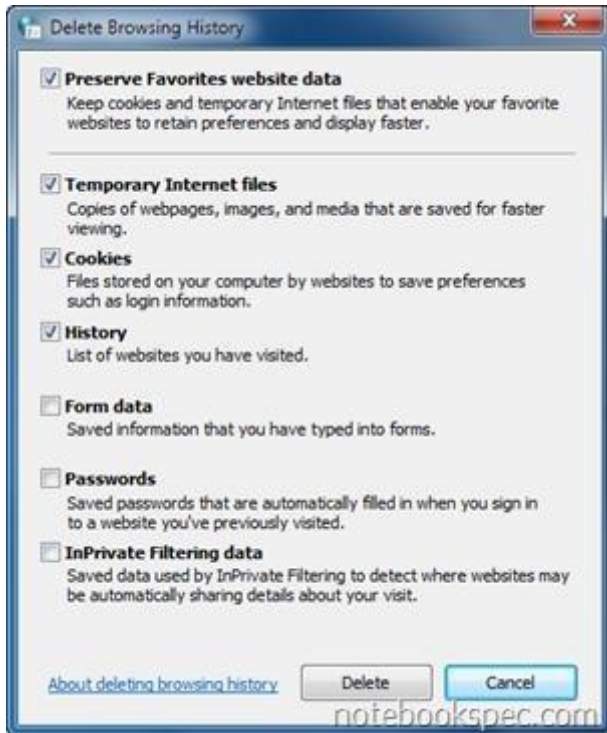 Delete Browsing History
Preserve Favorites website data
Keep cookies and temporary Internet files that enable your favorite
websites to retain preferences and display faster.
Temporary Internet files
Copies of webpages, images, and media that are saved for faster
viewing.
Cookies
Files stored on your computer by websites to save preferences
such as login information.
History
List of websites you have visited.
Form data
Saved information that you have typed into forms.
Passwords
Saved passwords that are automatically filled in when you sign in
to a website you've previously visited.
InPrivate Filtering data
Saved data used by InPrivate Filtering to detect where websites may
be automatically sharing details about your visit.
About deleting browsing history Delete Cancel
notebookspec.com